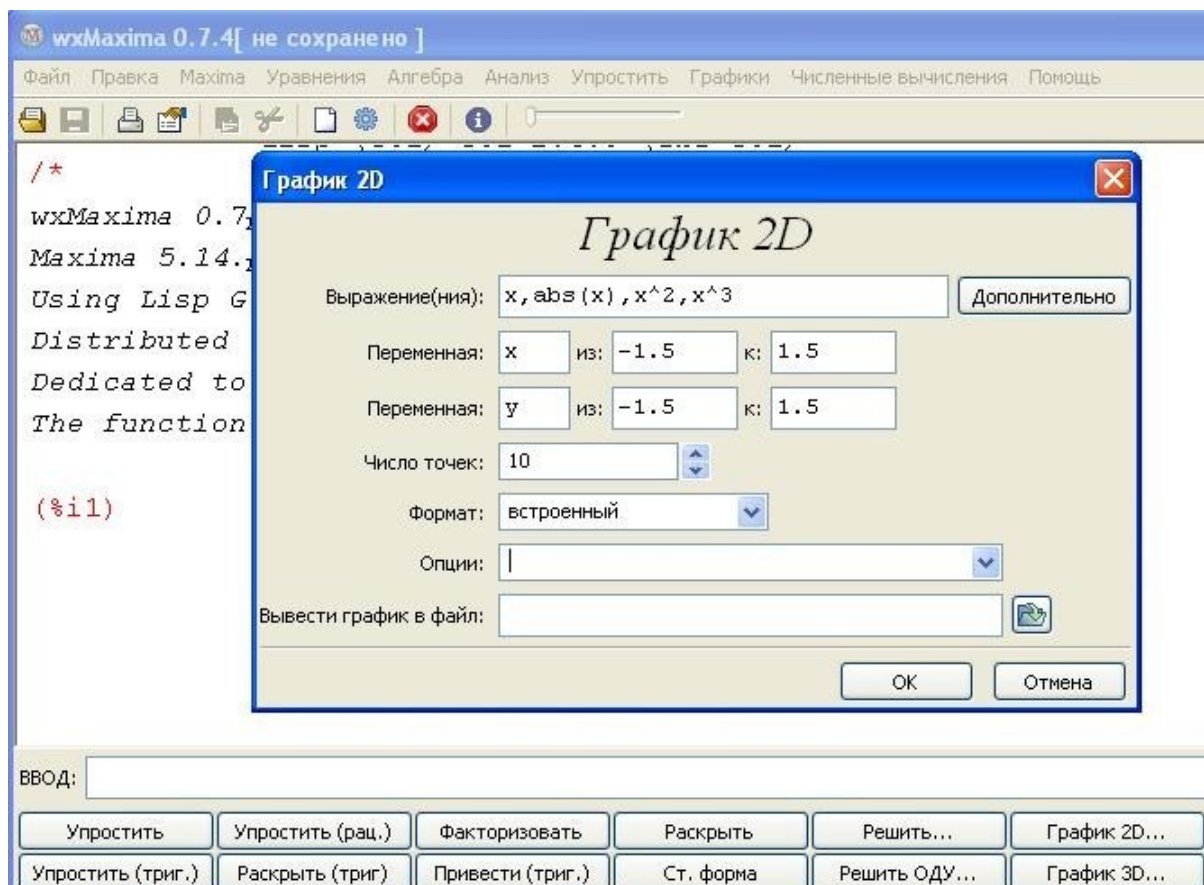 wxMaxima 0.7.4[ не сохранено ]
Файл Правка Maxima Уравнения Алгебра Анализ Упростить Графики Численные вычисления Помощь
/*
wxMaxima 0.7
Maxima 5.14.
Using Lisp G
Distributed
Dedicated to
The function
(%i1)
График 2D
График 2D
Выражение(ния): x,abs(x),x^2,x^3 Дополнительно
Переменная: x из: -1.5 к: 1.5
Переменная: y из: -1.5 к: 1.5
Число точек: 10
Формат: встроенный
Опции:
Вывести график в файл:
OK Отмена
ВВОД:
Упростить Упростить (рац.) Факторизовать Раскрыть Решить... График 2D...
Упростить (триг.) Раскрыть (триг) Привести (триг.) Ст. форма Решить ОДУ... График 3D...